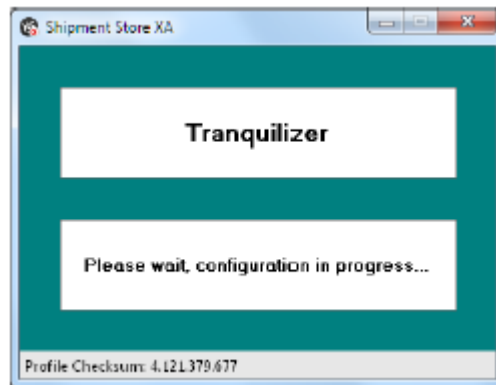 Shipment Store XA
Tranquilizer
Please wait, configuration in progress...
Profile Checksum: 4.121.379.677